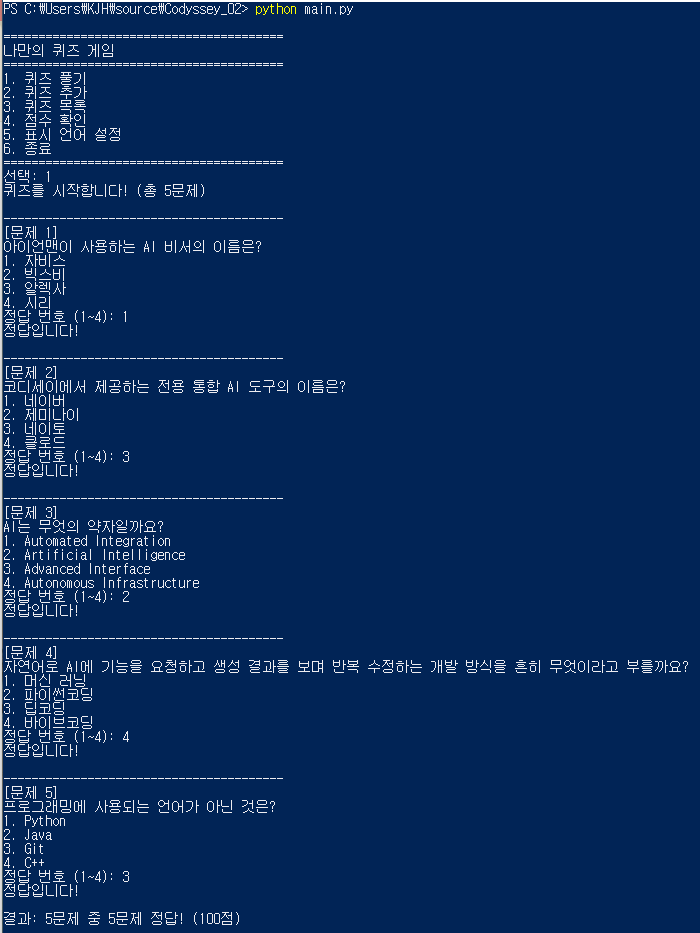 PS C:\Users\KJH\source\Codyssey_02> python main.py
========================================
나만의 퀴즈 게임
========================================
1. 퀴즈 풀기
2. 퀴즈 추가
3. 퀴즈 목록
4. 점수 확인
5. 표시 언어 설정
6. 종료
========================================
선택: 1
퀴즈를 시작합니다! (총 5문제)
----------------------------------------
[문제 1]
아이언맨이 사용하는 AI 비서의 이름은?
1. 자비스
2. 빅스비
3. 알렉사
4. 시리
정답 번호 (1~4): 1
정답입니다!
----------------------------------------
[문제 2]
코디세이에서 제공하는 전용 통합 AI 도구의 이름은?
1. 네이버
2. 제미나이
3. 네이토
4. 클로드
정답 번호 (1~4): 3
정답입니다!
----------------------------------------
[문제 3]
AI는 무엇의 약자일까요?
1. Automated Integration
2. Artificial Intelligence
3. Advanced Interface
4. Autonomous Infrastructure
정답 번호 (1~4): 2
정답입니다!
----------------------------------------
[문제 4]
자연어로 AI에 기능을 요청하고 생성 결과를 보며 반복 수정하는 개발 방식을 흔히 무엇이라고 부를까요?
1. 머신 러닝
2. 파이썬코딩
3. 딥코딩
4. 바이브코딩
정답 번호 (1~4): 4
정답입니다!
----------------------------------------
[문제 5]
프로그래밍에 사용되는 언어가 아닌 것은?
1. Python
2. Java
3. Git
4. C++
정답 번호 (1~4): 3
정답입니다!
결과: 5문제 중 5문제 정답! (100점)